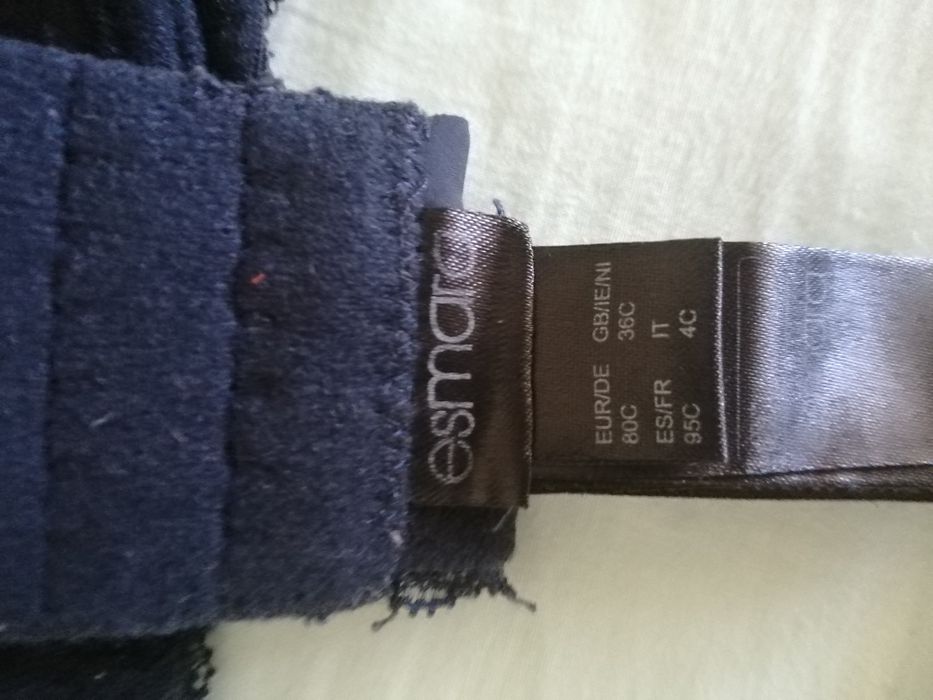 esmara
EUR/DE GB/IE/NI
80C 36C
ES/FR IT
95C 4C